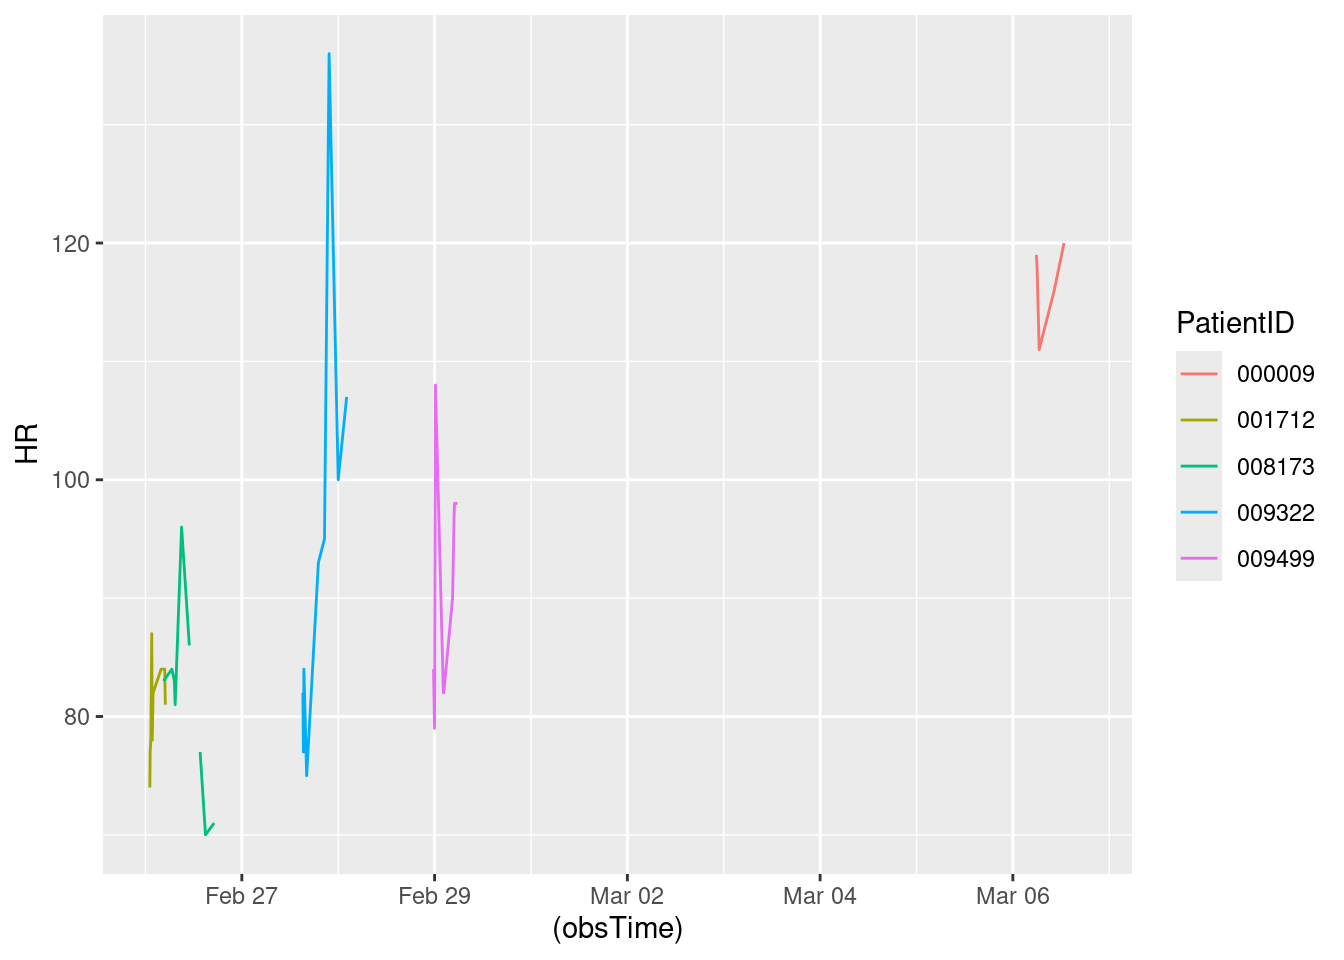 HR
120
100
80
Feb 27
Feb 29
Mar 02
Mar 04
Mar 06
(obsTime)
PatientID
000009
001712
008173
009322
009499